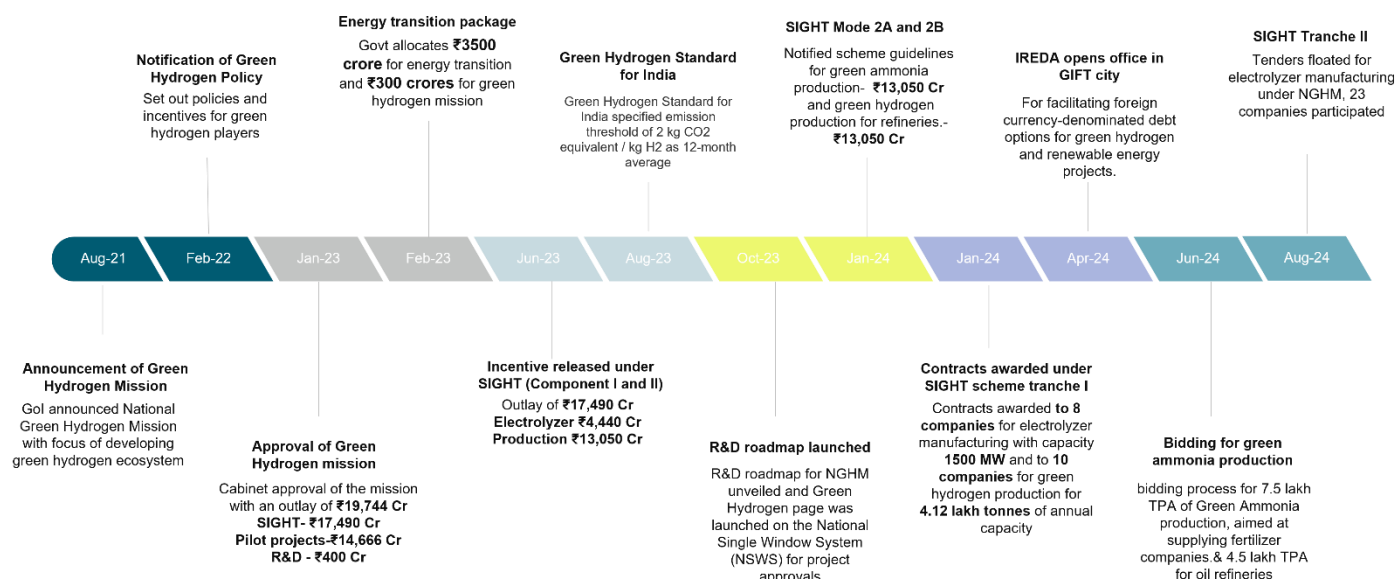 Notification of Green
Hydrogen Policy
Set out policies and
incentives for green
hydrogen players
Energy transition package
Govt allocates ₹3500
crore for energy transition
and ₹300 crores for green
hydrogen mission
Green Hydrogen Standard
for India
Green Hydrogen Standard for
India specified emission
threshold of 2 kg CO2
equivalent / kg H2 as 12-month
average
SIGHT Mode 2A and 2B
Notified scheme guidelines
for green ammonia
production- ₹13,050 Cr
and green hydrogen
production for refineries.-
₹13,050 Cr
IREDA opens office in
GIFT city
For facilitating foreign
currency-denominated debt
options for green hydrogen
and renewable energy
projects.
SIGHT Tranche II
Tenders floated for
electrolyzer manufacturing
under NGHM, 23
companies participated
Aug-21
Feb-22
Jan-23
Feb-23
Jun-23
Aug-23
Oct-23
Jan-24
Jan-24
Apr-24
Jun-24
Aug-24
Announcement of Green
Hydrogen Mission
GoI announced National
Green Hydrogen Mission
with focus of developing
green hydrogen ecosystem
Approval of Green
Hydrogen mission
Cabinet approval of the mission
with an outlay of ₹19,744 Cr
SIGHT- ₹17,490 Cr
Pilot projects-₹14,666 Cr
R&D - ₹400 Cr
Incentive released under
SIGHT (Component I and II)
Outlay of ₹17,490 Cr
Electrolyzer ₹4,440 Cr
Production ₹13,050 Cr
R&D roadmap launched
R&D roadmap for NGHM
unveiled and Green
Hydrogen page was
launched on the National
Single Window System
(NSWS) for project
approvals
Contracts awarded under
SIGHT scheme tranche I
Contracts awarded to 8
companies for electrolyzer
manufacturing with capacity
1500 MW and to 10
companies for green
hydrogen production for
4.12 lakh tonnes of annual
capacity
Bidding for green
ammonia production
bidding process for 7.5 lakh
TPA of Green Ammonia
production, aimed at
supplying fertilizer
companies.& 4.5 lakh TPA
for oil refineries